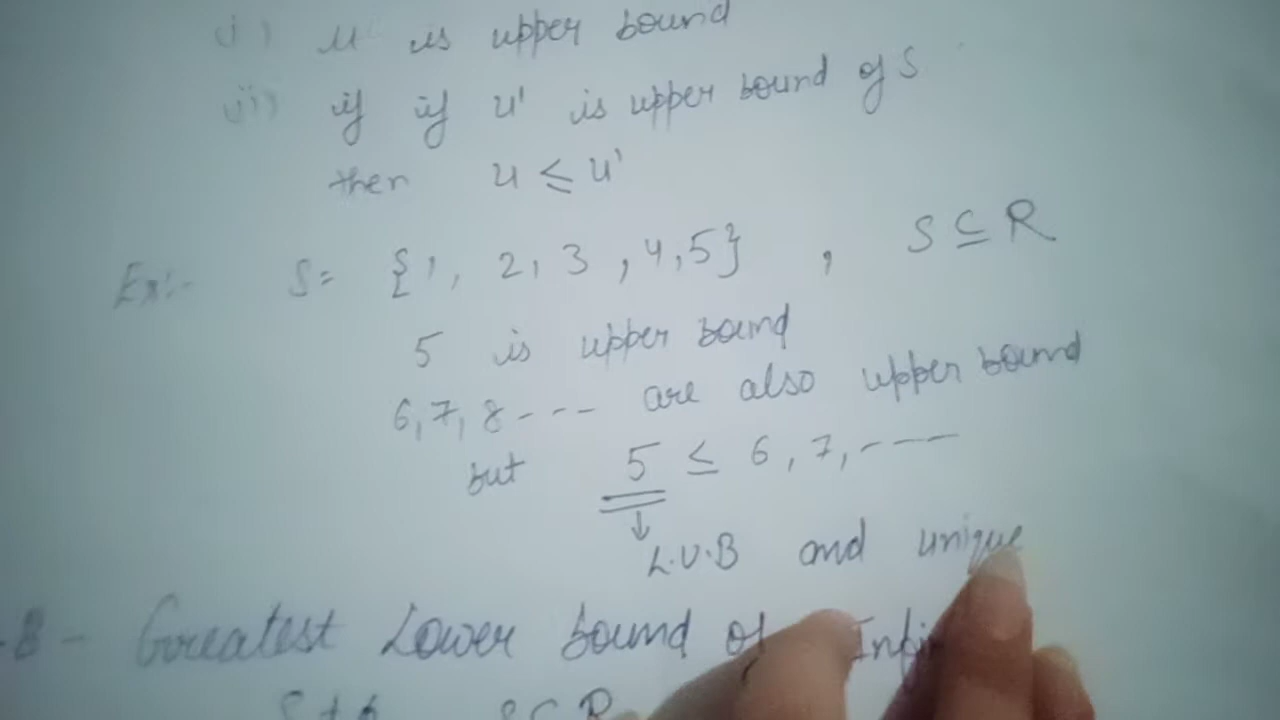 i) u is upper bound
ii) if if u' is upper bound of S
then u ≤ u'
Ex:- S = {1, 2, 3, 4, 5} , S ⊆ R
5 is upper bound
6, 7, 8 - - - are also upper bound
but 5 ≤ 6, 7, - - -
↓
L.U.B and unique
B - Greatest Lower bound of
S ≠ ϕ S ⊆ R